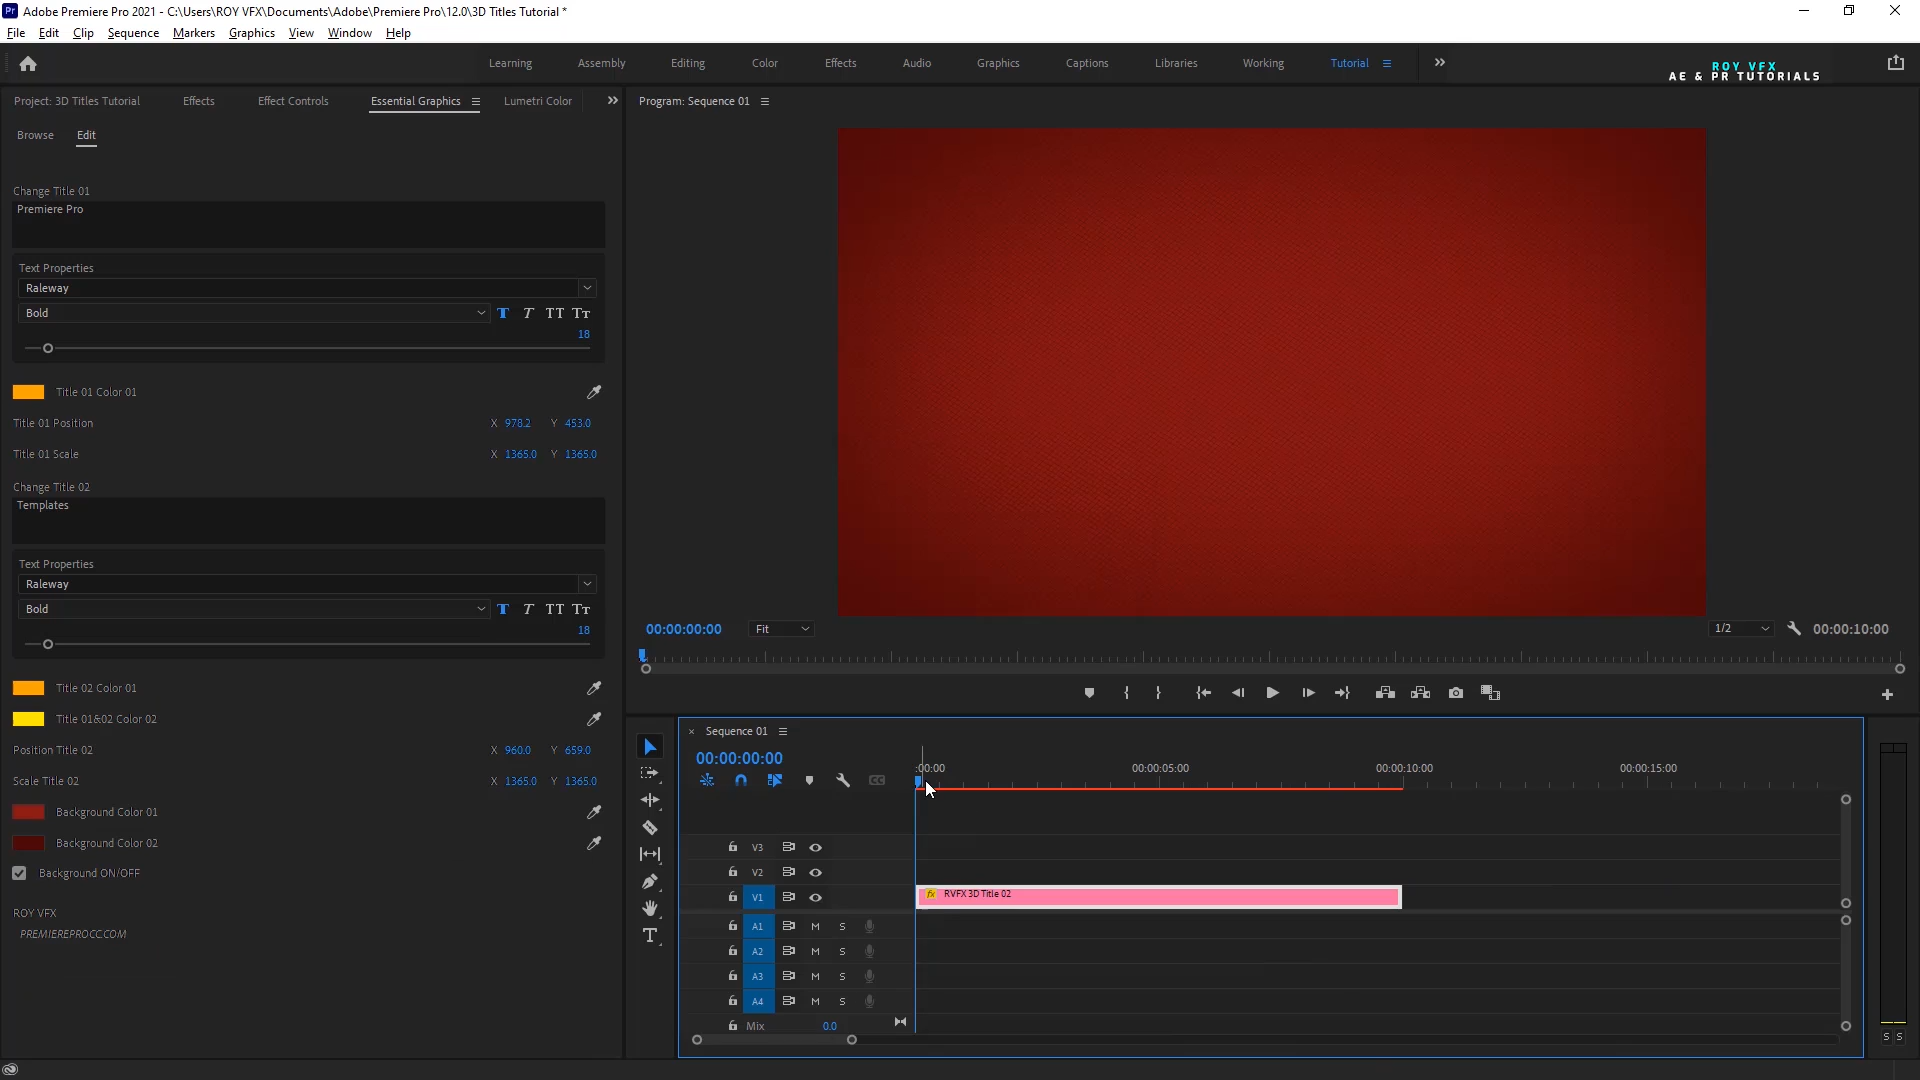 Adobe Premiere Pro 2021 - C:\Users\ROY VFX\Documents\Adobe\Premiere Pro\12.0\3D Titles Tutorial *
File Edit Clip Sequence Markers Graphics View Window Help
Learning Assembly Editing Color Effects Audio Graphics Captions Libraries Working Tutorial
ROY VFX
AE & PR TUTORIALS
Project: 3D Titles Tutorial Effects Effect Controls Essential Graphics Lumetri Color
Program: Sequence 01
Browse Edit
Change Title 01
Premiere Pro
Text Properties
Raleway
Bold T T TT Tт
18
Title 01 Color 01
Title 01 Position X 978.2 Y 453.0
Title 01 Scale X 1365.0 Y 1365.0
Change Title 02
Templates
Text Properties
Raleway
Bold T T TT Tт
18
Title 02 Color 01
Title 01&02 Color 02
Position Title 02 X 960.0 Y 659.0
Scale Title 02 X 1365.0 Y 1365.0
Background Color 01
Background Color 02
Background ON/OFF
ROY VFX
PREMIEREPROCC.COM
00:00:00:00 Fit 1/2 00:00:10:00
Sequence 01
00:00:00:00
:00:00 00:00:05:00 00:00:10:00 00:00:15:00
V3
V2
V1 fx RVFX 3D Title 02
A1 M S
A2 M S
A3 M S
A4 M S
Mix 0.0
S S